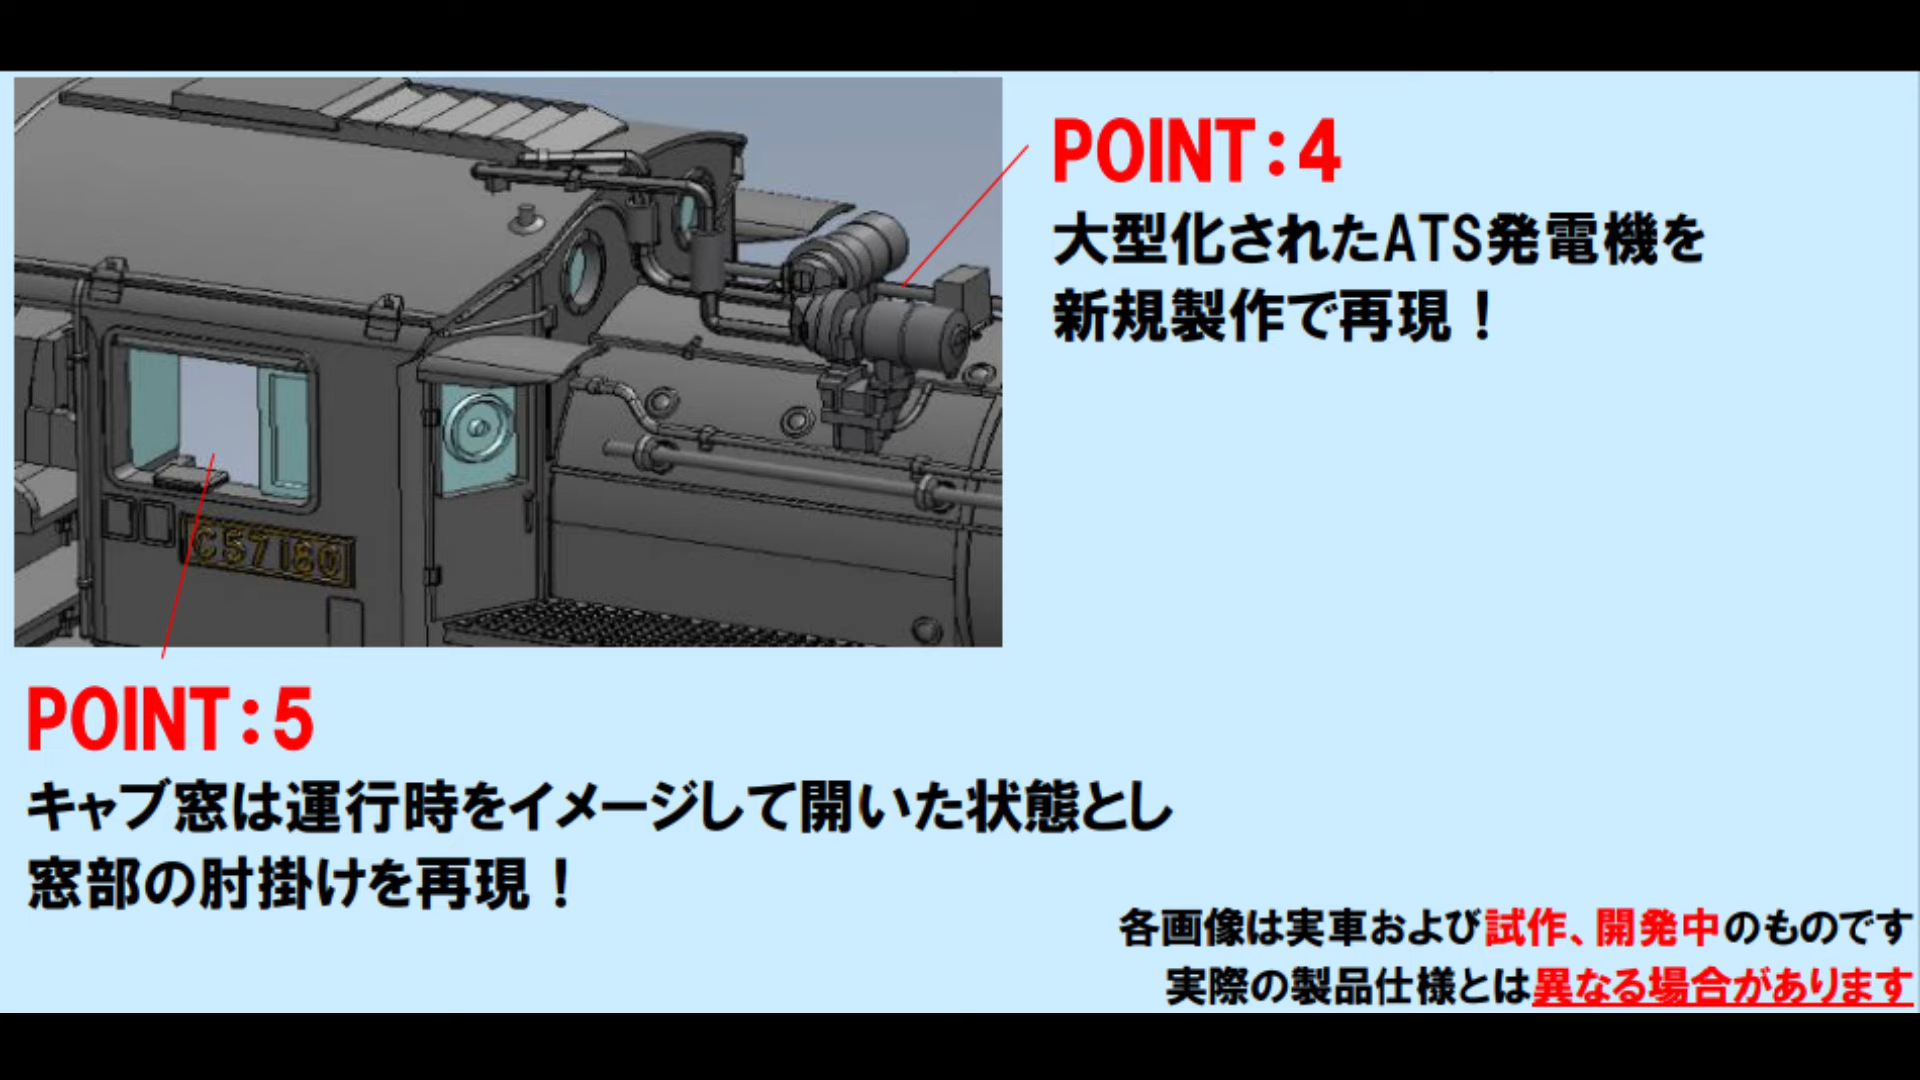 POINT：4
大型化されたATS発電機を
新規製作で再現！
C57180
POINT：5
キャブ窓は運行時をイメージして開いた状態とし
窓部の肘掛けを再現！
各画像は実車および試作、開発中のものです
実際の製品仕様とは異なる場合があります